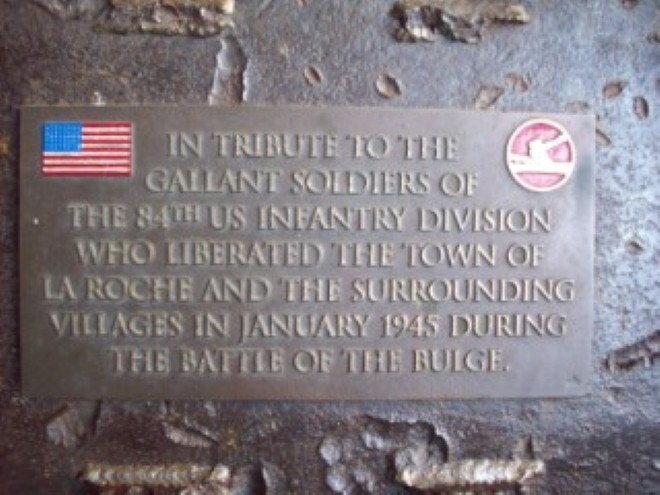 IN TRIBUTE TO THE
GALLANT SOLDIERS OF
THE 84TH US INFANTRY DIVISION
WHO LIBERATED THE TOWN OF
LA ROCHE AND THE SURROUNDING
VILLAGES IN JANUARY 1945 DURING
THE BATTLE OF THE BULGE.